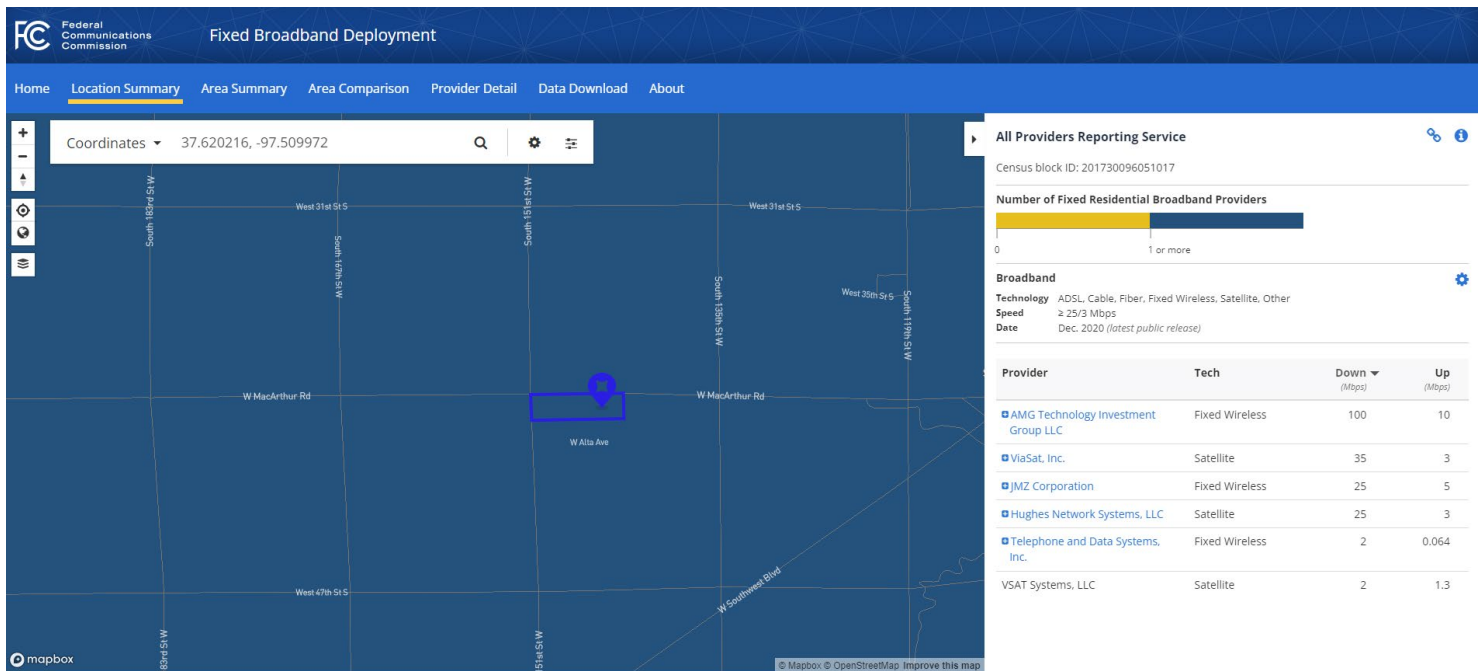 FC
Federal
Communications
Commission
Fixed Broadband Deployment
Home Location Summary Area Summary Area Comparison Provider Detail Data Download About
Coordinates 37.620216, -97.509972
South 183rd St W
West 31st St S
South 167th St W
South 151st St W
West 31st St S
South 135th St W
West 35th St S
South 119th St W
W MacArthur Rd
W MacArthur Rd
W Alta Ave
West 47th St S
W Southwest Blvd
83rd St W
51st St W
mapbox
© Mapbox © OpenStreetMap Improve this map
All Providers Reporting Service
Census block ID: 201730096051017
Number of Fixed Residential Broadband Providers
0 1 or more
Broadband
Technology ADSL, Cable, Fiber, Fixed Wireless, Satellite, Other
Speed ≥ 25/3 Mbps
Date Dec. 2020 (latest public release)
Provider Tech Down Up
(Mbps) (Mbps)
AMG Technology Investment Fixed Wireless 100 10
Group LLC
ViaSat, Inc. Satellite 35 3
JMZ Corporation Fixed Wireless 25 5
Hughes Network Systems, LLC Satellite 25 3
Telephone and Data Systems, Fixed Wireless 2 0.064
Inc.
VSAT Systems, LLC Satellite 2 1.3